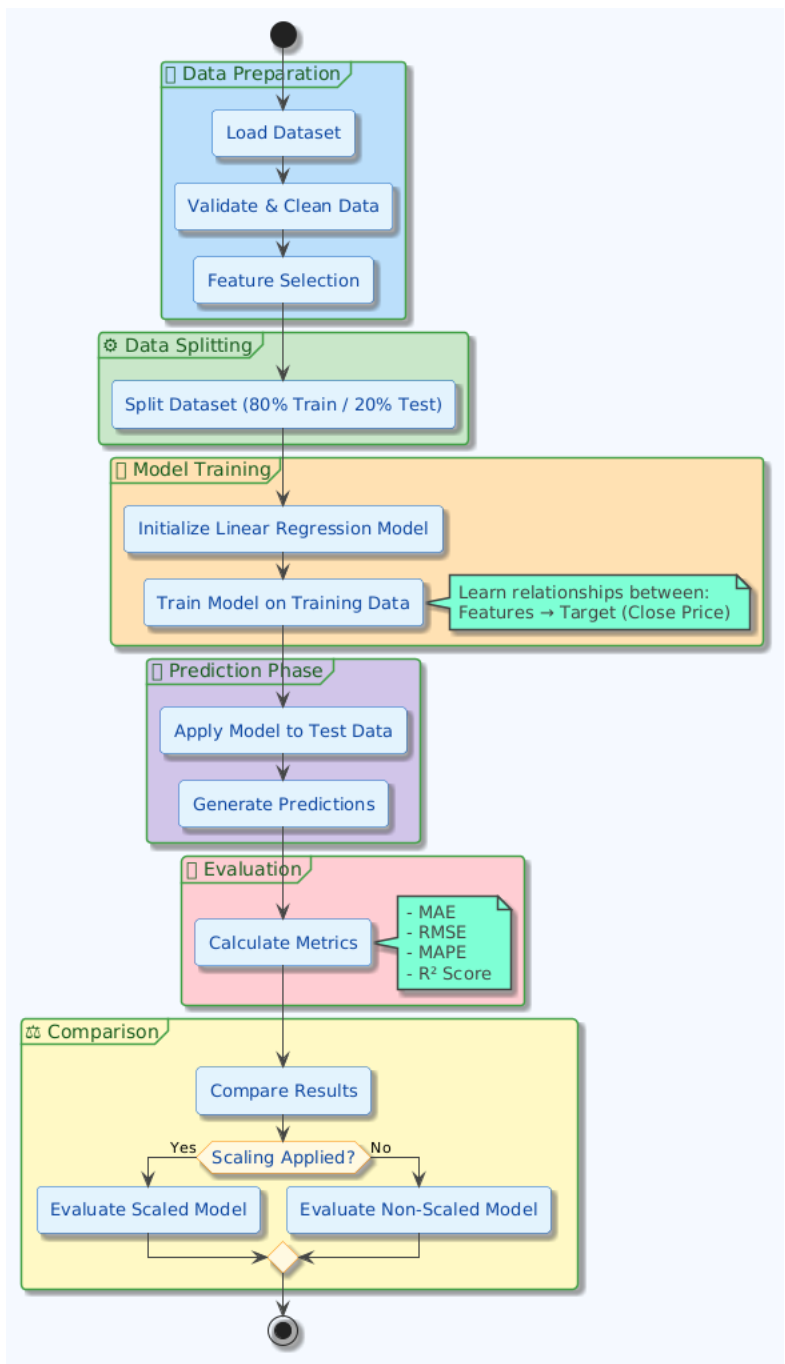 Data Preparation
Load Dataset
Validate & Clean Data
Feature Selection
⚙ Data Splitting
Split Dataset (80% Train / 20% Test)
Model Training
Initialize Linear Regression Model
Train Model on Training Data
Learn relationships between:
Features → Target (Close Price)
Prediction Phase
Apply Model to Test Data
Generate Predictions
Evaluation
Calculate Metrics
- MAE
- RMSE
- MAPE
- R² Score
⚖ Comparison
Compare Results
Scaling Applied?
Yes
No
Evaluate Scaled Model
Evaluate Non-Scaled Model